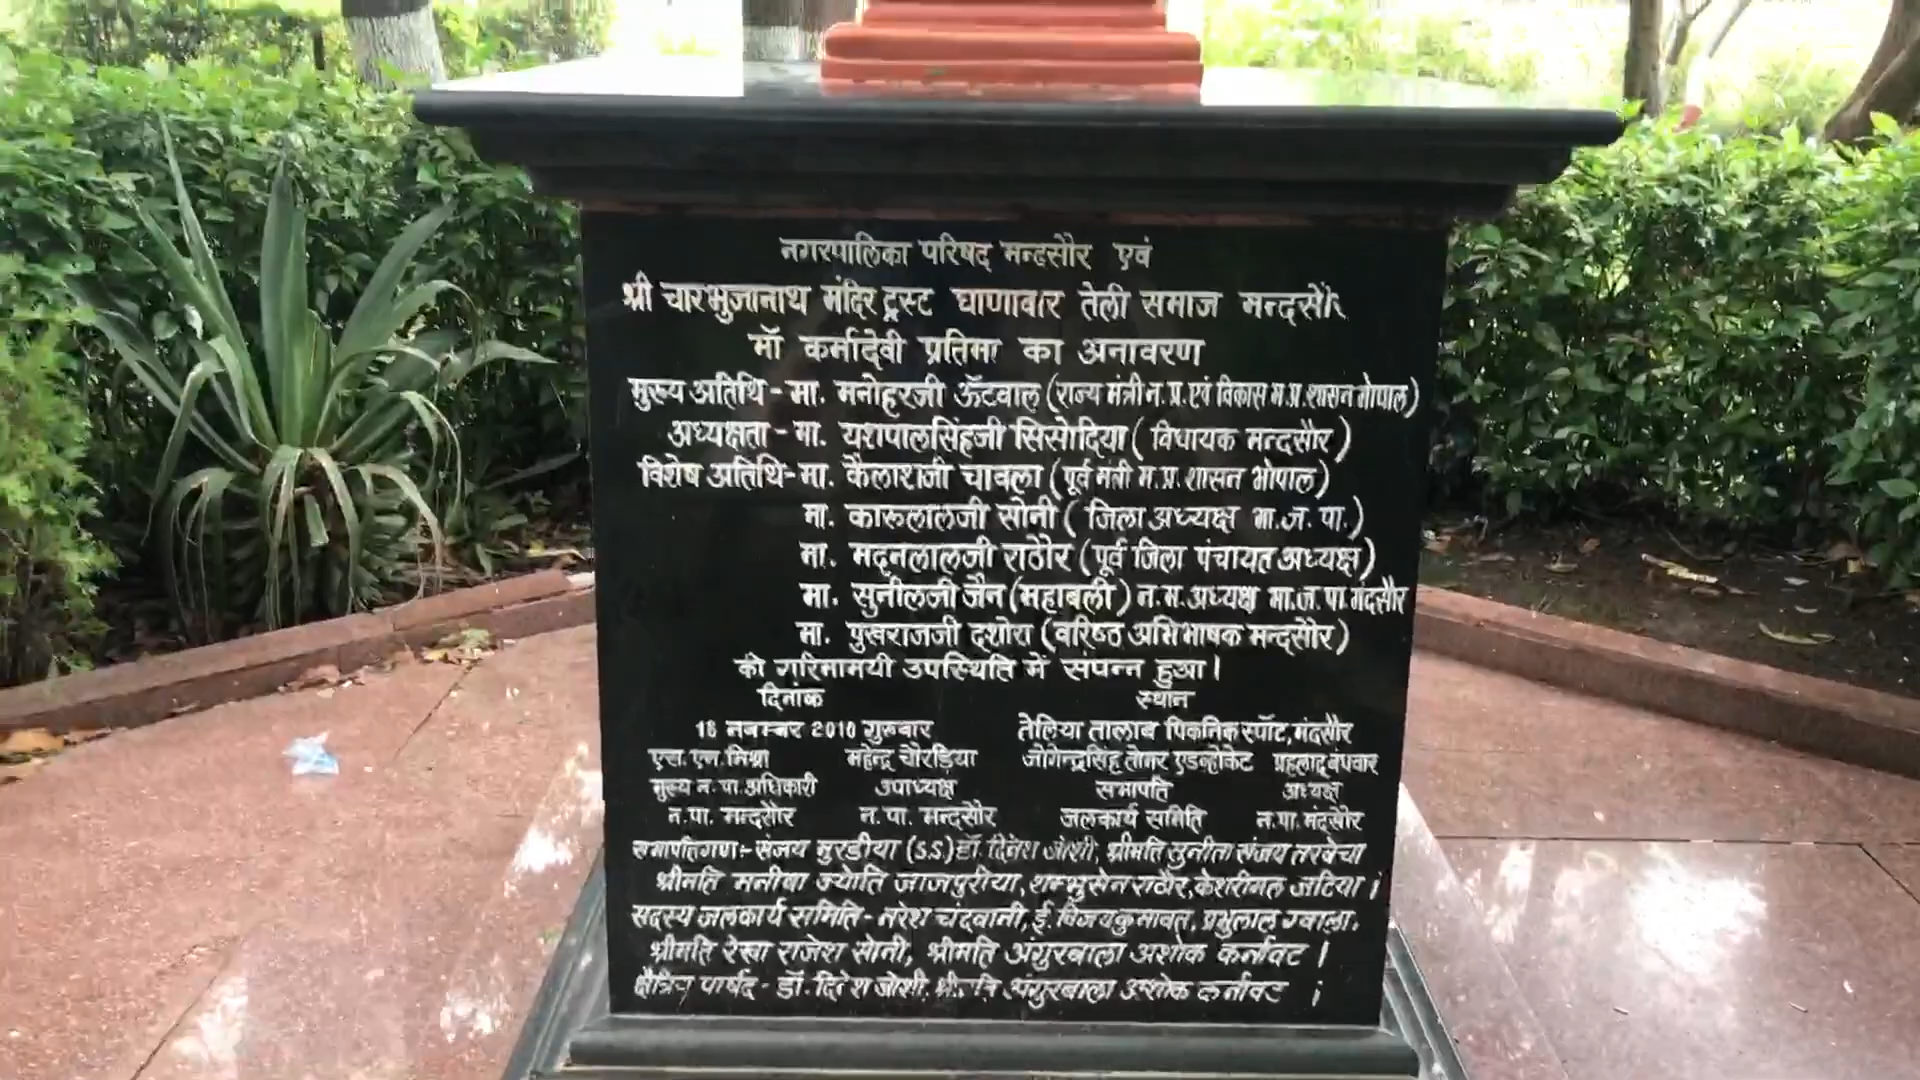 नगरपालिका परिषद मन्दसौर एवं
श्री चारभुजानाथ मंदिर ट्रस्ट घाणावार तेली समाज मन्दसौर
माँ कर्मादेवी प्रतिमा का अनावरण
मुख्य अतिथि - मा. मनोहरजी ऊँटवाल (राज्य मंत्री न.प्र.एवं विकास म.प्र.शासन भोपाल)
अध्यक्षता - मा. यशपालसिंहजी सिसोदिया (विधायक मन्दसौर)
विशेष अतिथि- मा. कैलाशजी चावला (पूर्व मंत्री म.प्र.शासन भोपाल)
मा. कारूलालजी सोनी (जिला अध्यक्ष भा.ज.पा.)
मा. मदनलालजी राठौर (पूर्व जिला पंचायत अध्यक्ष)
मा. सुनीलजी जैन (महाबली) न.म.अध्यक्ष भा.ज.पा.मंदसौर
मा. पुखराजजी दशोरा (वरिष्ठ अभिभाषक मन्दसौर)
की गरिमामयी उपस्थिति मे संपन्न हुआ।
दिनांक स्थान
18 नवम्बर 2010 गुरूवार तेलिया तालाब पिकनिक स्पॉट, मंदसौर
एस.एन.मिश्रा महेन्द्र चौरड़िया जोगेन्द्रसिंह तोमर एडव्होकेट प्रहलाद बंधवार
मुख्य न.पा.अधिकारी उपाध्यक्ष सभापति अध्यक्ष
न.पा. मन्दसौर न.पा. मन्दसौर जलकार्य समिति न.पा.मंदसौर
सभापतिगण:- संजय मुरडीया (S.S.) डॉ. दिनेश जोशी, श्रीमति सुनीता संजय तरवेचा
श्रीमति मनीषा ज्योति जाजपुरीया, शम्भुसेन राठौर, केशरीमल जटिया।
सदस्य जलकार्य समिति - नरेश चंदवानी, ई. विजयकुमावत, प्रभुलाल ग्वाला.
श्रीमति रेखा राजेश सोनी, श्रीमति अंगुरबाला अशोक कर्नावट।
क्षैत्रिय पार्षद - डॉ. दिनेश जोशी, श्रीमति अंगुरबाला अशोक कर्नावट ।